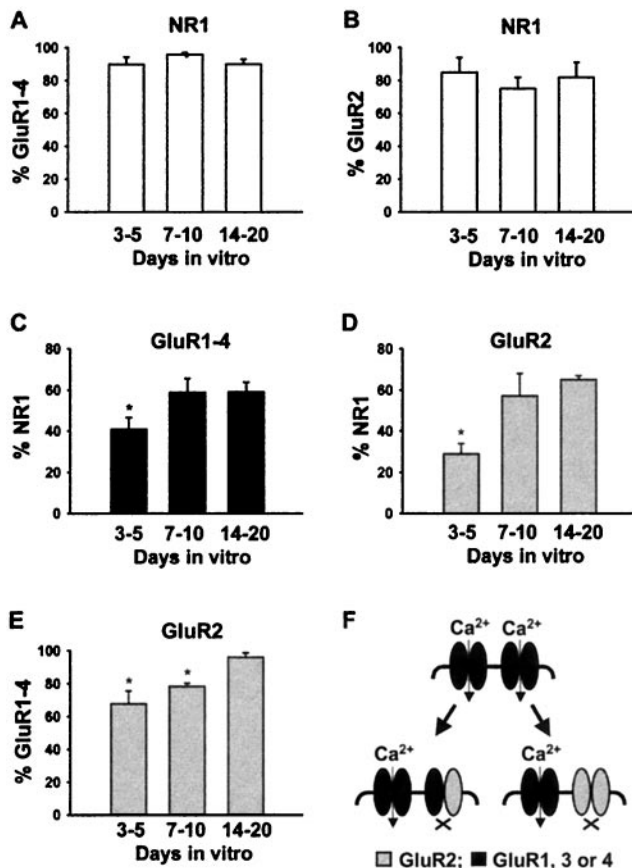 A
NR1
% GluR1-4
100
80
60
40
20
0
3-5 7-10 14-20
Days in vitro
B
NR1
% GluR2
100
80
60
40
20
0
3-5 7-10 14-20
Days in vitro
C
GluR1-4
% NR1
80
60
40
20
0
*
3-5 7-10 14-20
Days in vitro
D
GluR2
% NR1
80
60
40
20
0
*
3-5 7-10 14-20
Days in vitro
E
GluR2
% GluR1-4
100
80
60
40
20
0
* *
3-5 7-10 14-20
Days in vitro
F
Ca²⁺ Ca²⁺
Ca²⁺ Ca²⁺
GluR2; GluR1, 3 or 4